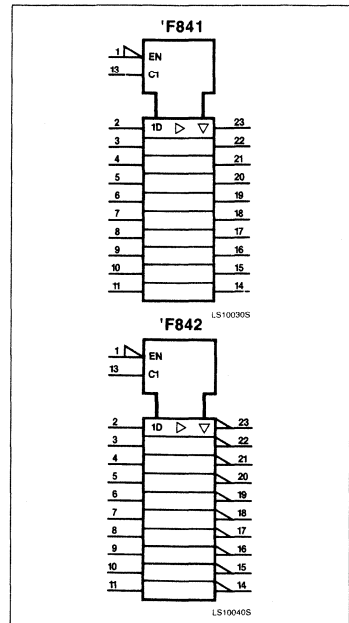 'F841
1 EN
13 C1
2 1D 23
3 22
4 21
5 20
6 19
7 18
8 17
9 16
10 15
11 14
LS10030S
'F842
1 EN
13 C1
2 1D 23
3 22
4 21
5 20
6 19
7 18
8 17
9 16
10 15
11 14
LS10040S